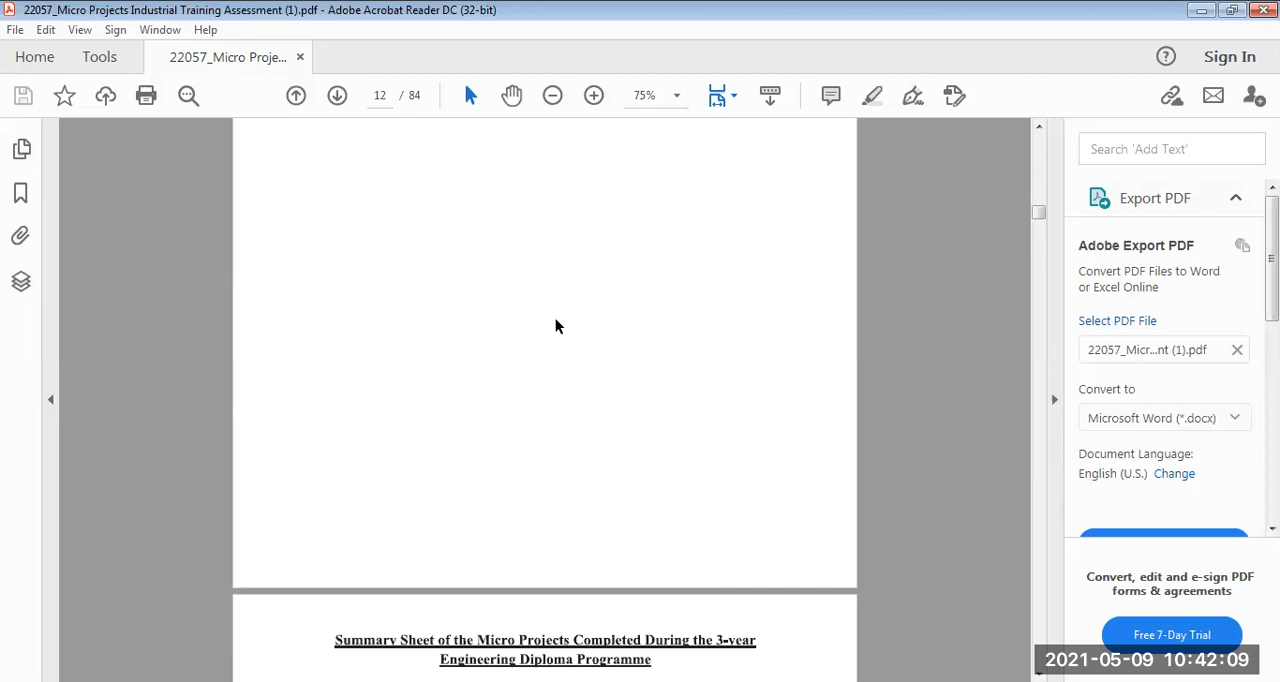 22057_Micro Projects Industrial Training Assessment (1).pdf - Adobe Acrobat Reader DC (32-bit)
File Edit View Sign Window Help
Home Tools 22057_Micro Proje... × Sign In
12 / 84 75%
Search 'Add Text'
Export PDF
Adobe Export PDF
Convert PDF Files to Word
or Excel Online
Select PDF File
22057_Micr...nt (1).pdf
Convert to
Microsoft Word (*.docx)
Document Language:
English (U.S.) Change
Convert, edit and e-sign PDF
forms & agreements
Free 7-Day Trial
Summary Sheet of the Micro Projects Completed During the 3-year
Engineering Diploma Programme
2021-05-09 10:42:09